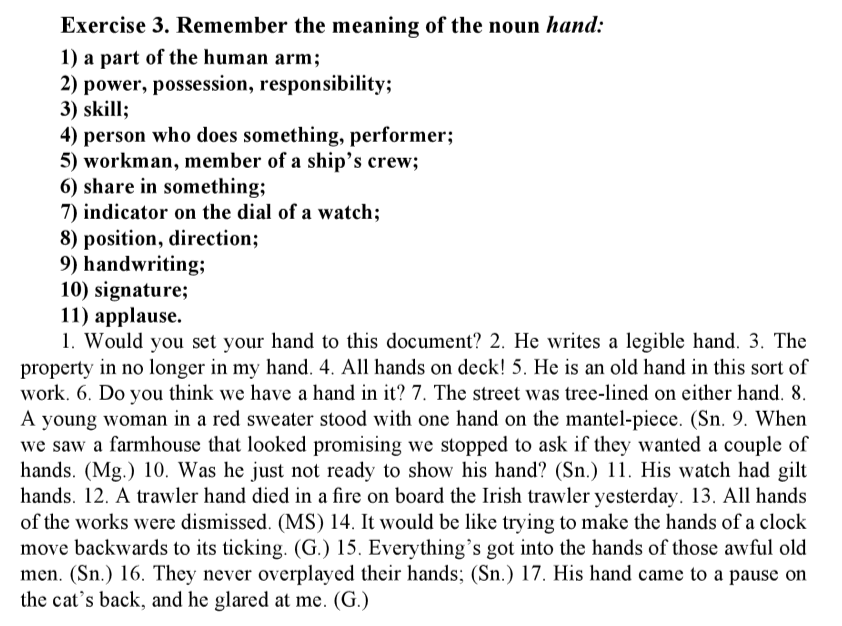 Exercise 3. Remember the meaning of the noun hand:
1) a part of the human arm;
2) power, possession, responsibility;
3) skill;
4) person who does something, performer;
5) workman, member of a ship’s crew;
6) share in something;
7) indicator on the dial of a watch;
8) position, direction;
9) handwriting;
10) signature;
11) applause.
1. Would you set your hand to this document? 2. He writes a legible hand. 3. The
property in no longer in my hand. 4. All hands on deck! 5. He is an old hand in this sort of
work. 6. Do you think we have a hand in it? 7. The street was tree-lined on either hand. 8.
A young woman in a red sweater stood with one hand on the mantel-piece. (Sn. 9. When
we saw a farmhouse that looked promising we stopped to ask if they wanted a couple of
hands. (Mg.) 10. Was he just not ready to show his hand? (Sn.) 11. His watch had gilt
hands. 12. A trawler hand died in a fire on board the Irish trawler yesterday. 13. All hands
of the works were dismissed. (MS) 14. It would be like trying to make the hands of a clock
move backwards to its ticking. (G.) 15. Everything’s got into the hands of those awful old
men. (Sn.) 16. They never overplayed their hands; (Sn.) 17. His hand came to a pause on
the cat’s back, and he glared at me. (G.)